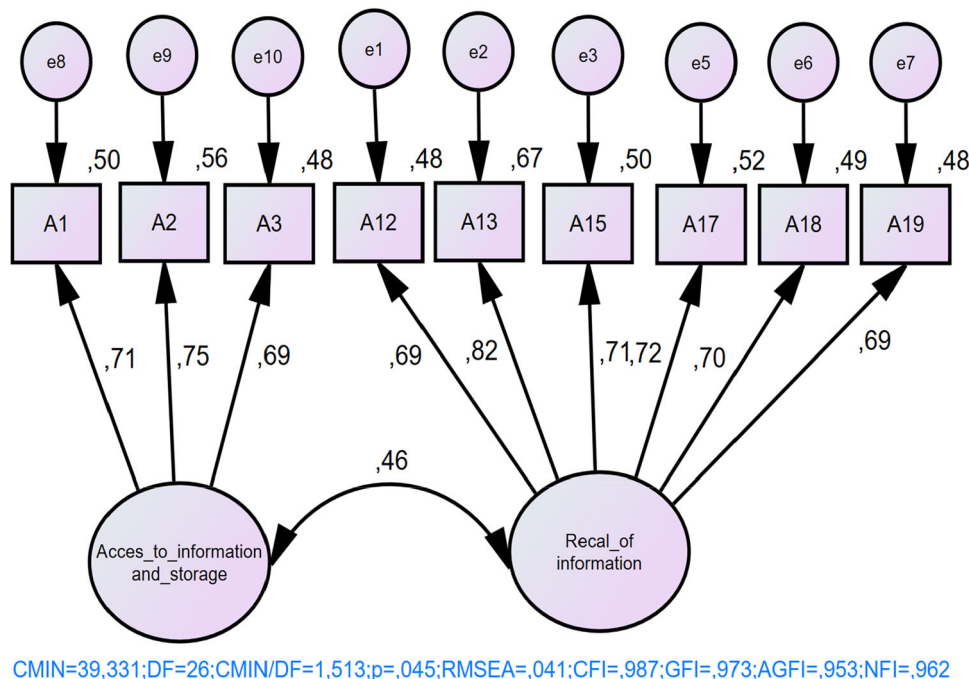 e8 e9 e10 e1 e2 e3 e5 e6 e7
,50 ,56 ,48 ,48 ,67 ,50 ,52 ,49 ,48
A1 A2 A3 A12 A13 A15 A17 A18 A19
,71 ,75 ,69 ,69 ,82 ,71 ,72 ,70 ,69
,46
Acces_to_information
and_storage
Recal_of
information
CMIN=39,331;DF=26;CMIN/DF=1,513;p=,045;RMSEA=,041;CFI=,987;GFI=,973;AGFI=,953;NFI=,962